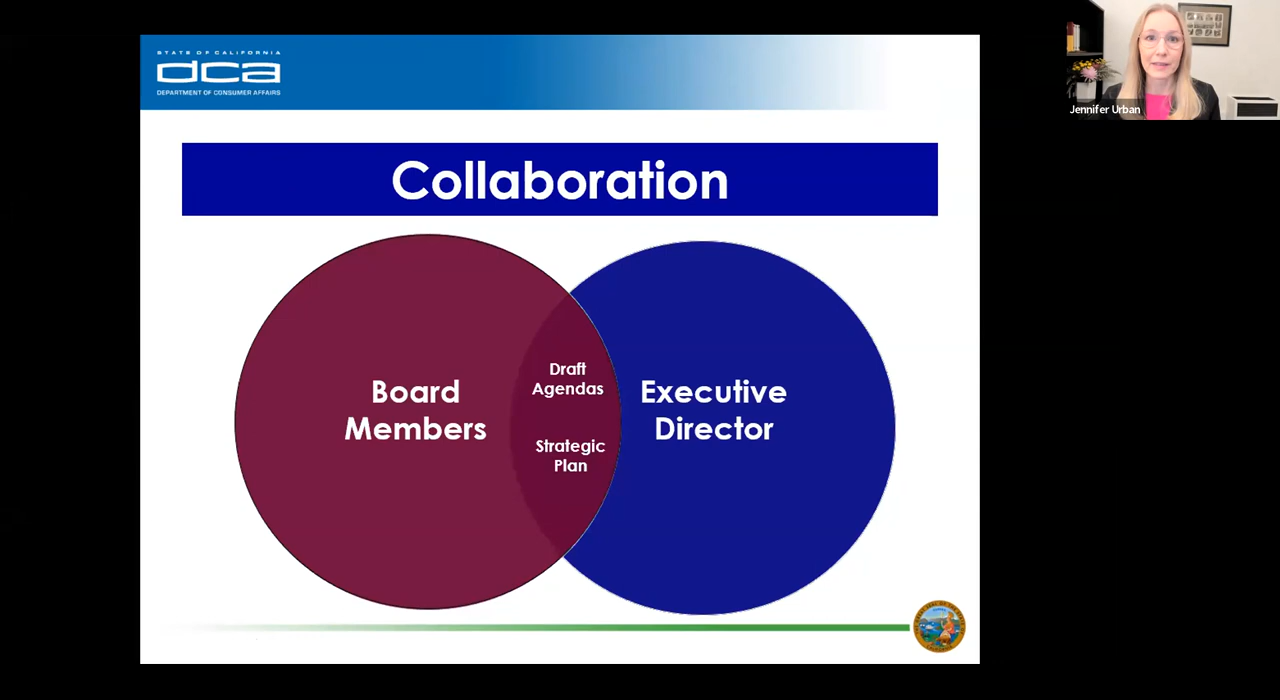 STATE OF CALIFORNIA
dca
DEPARTMENT OF CONSUMER AFFAIRS
Jennifer Urban
Collaboration
Board
Members
Draft
Agendas
Strategic
Plan
Executive
Director